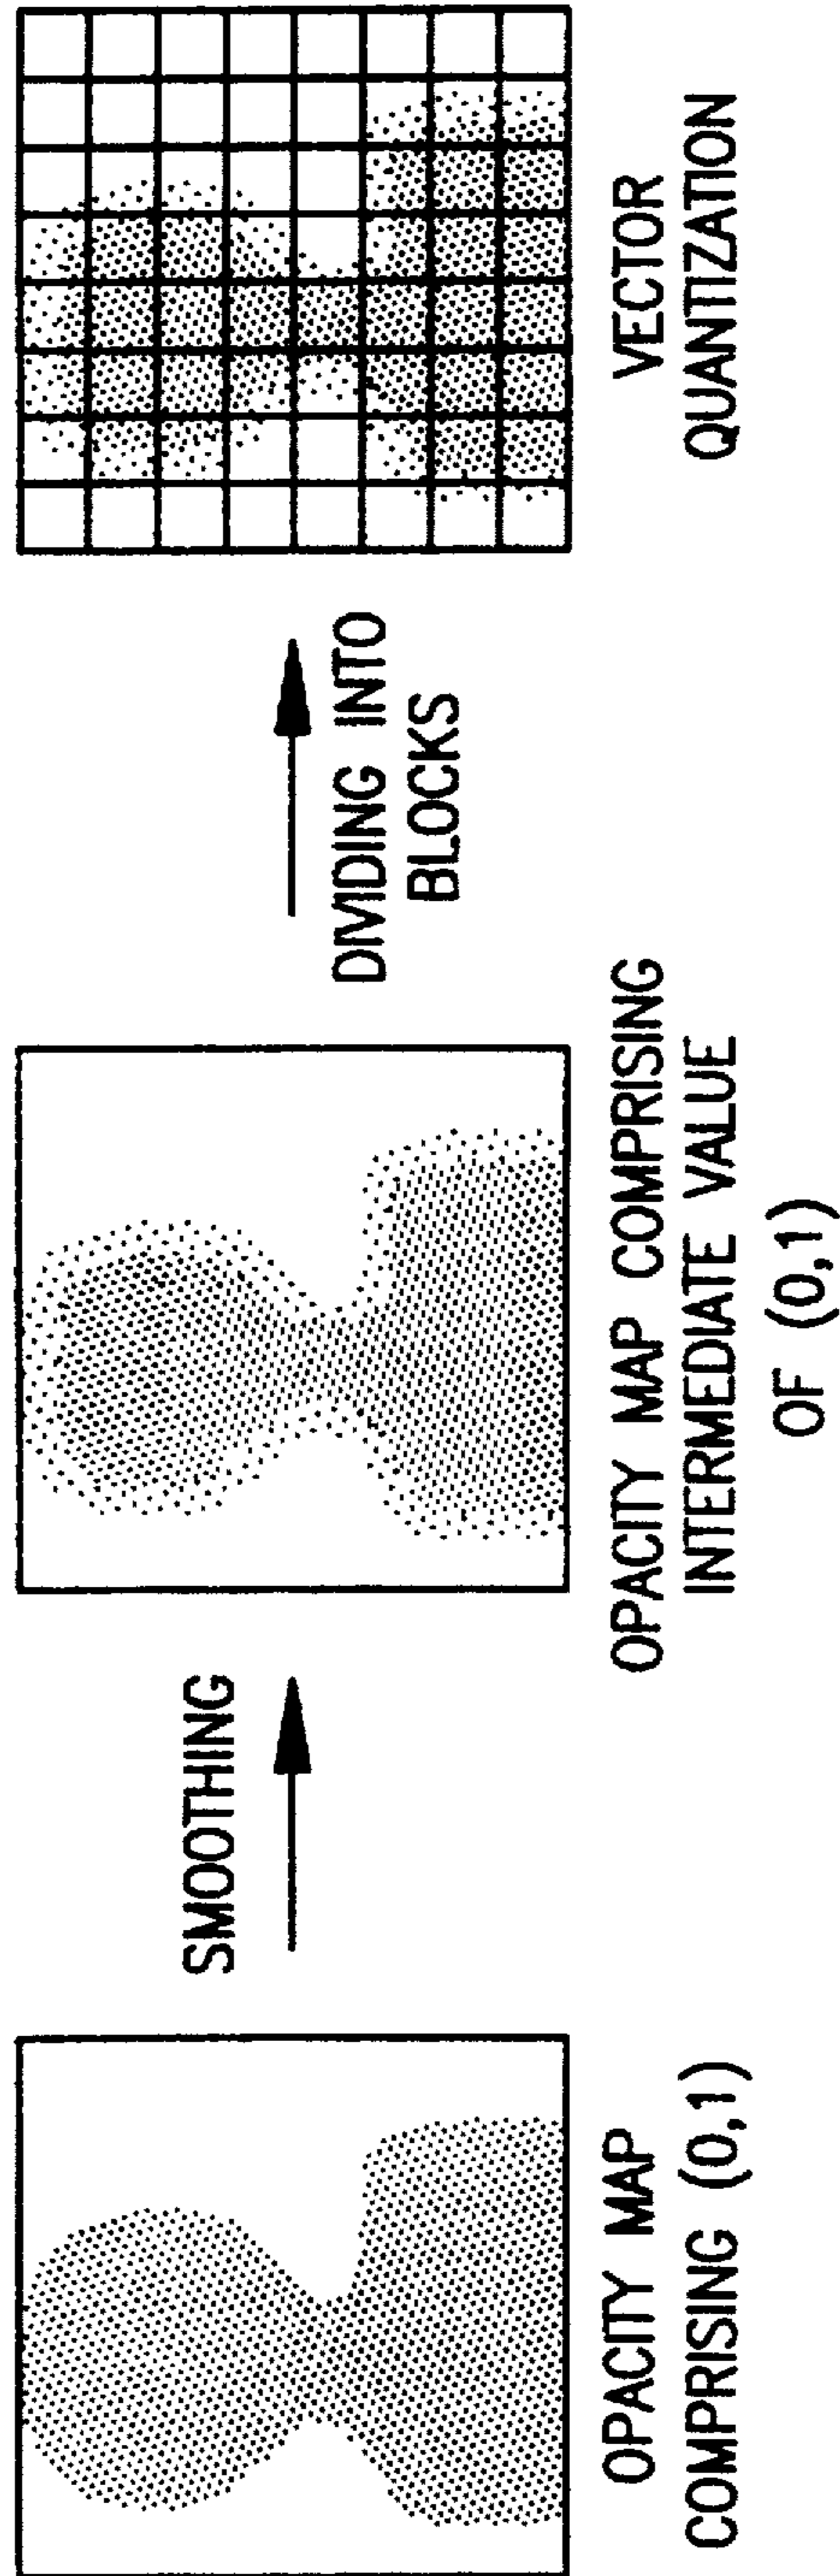 OPACITY MAP
COMPRISING (0,1)
SMOOTHING
OPACITY MAP COMPRISING
INTERMEDIATE VALUE
OF (0,1)
DIVIDING INTO
BLOCKS
VECTOR
QUANTIZATION